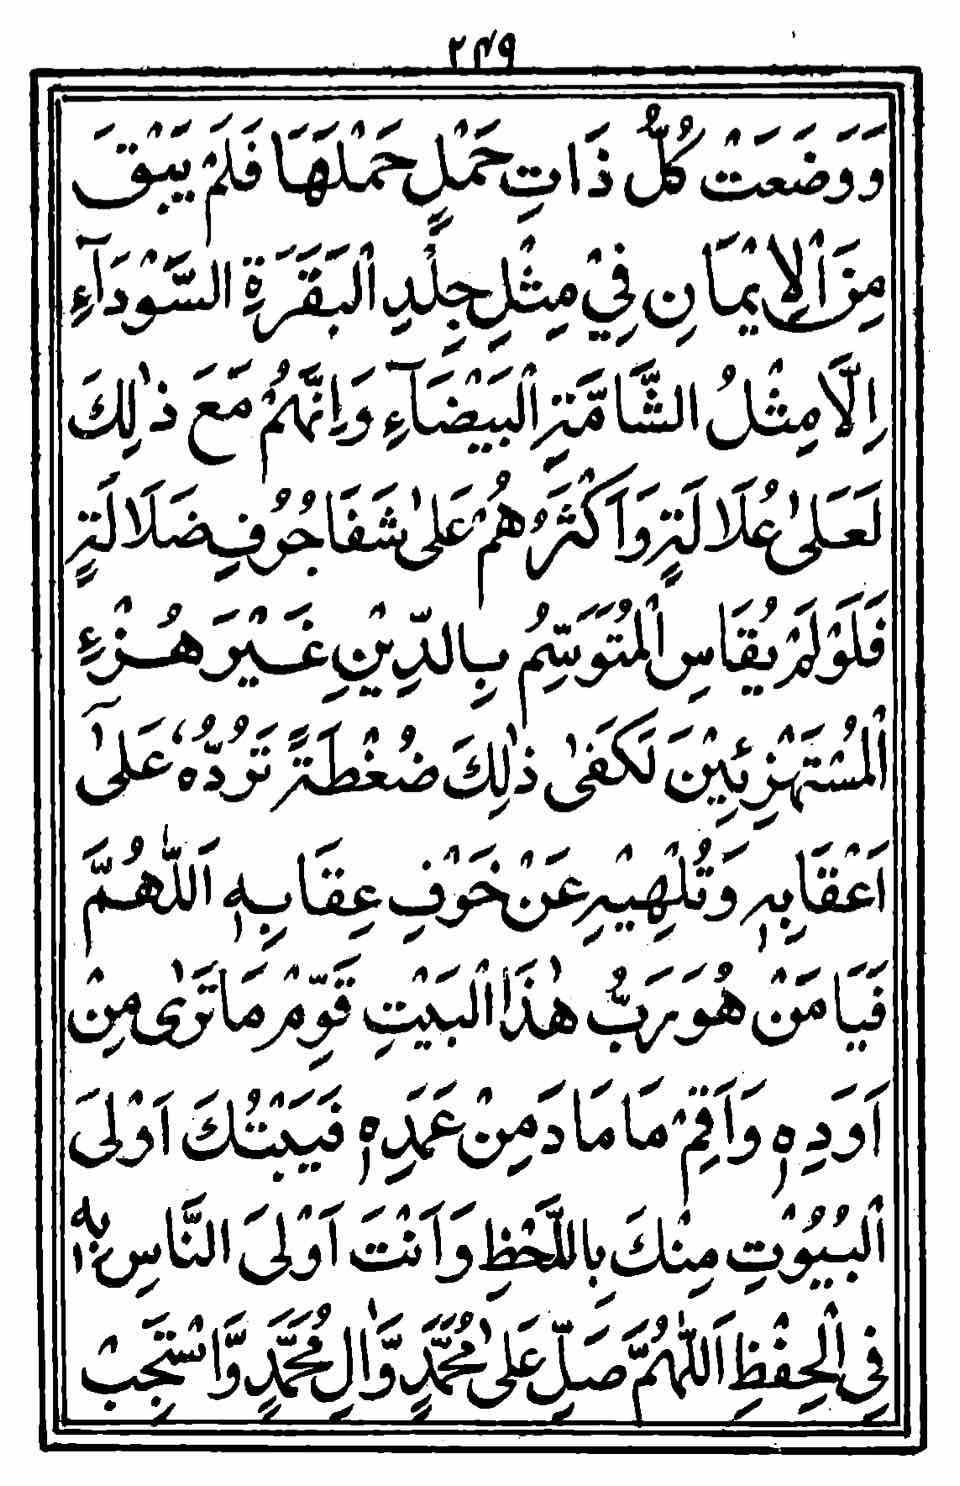 ۲۴۹
وَوَضَعَتْ كُلُّ ذَاتِ حَمْلٍ حَمْلَهَا فَلَمْ يَبْقَ
مِنَ الْاِيْمَانِ فِيْ مِثْلِ جِلْدِ الْبَقَرَةِ السَّوْدَآءِ
اِلَّا مِثْلُ الشَّامَّةِ الْبَيْضَآءِ وَاِنَّهُمْ مَعَ ذٰلِكَ
لَعَلٰى عُلَالَةٍ وَاَكْثَرُهُمْ عَلٰى شَفَا جُرُفٍ ضَلَالَةٍ
فَلَوْ لَمْ يُقَاسِ الْمُتَوَسِّمُ بِالدِّيْنِ غَيْرَ هُزْءِ
الْمُسْتَهْزِئِيْنَ لَكَفٰى ذٰلِكَ ضُغْطَةً تَرُدُّهُ، عَلٰٓى
اَعْقَابِهٖ وَتُلْهِيْهِ عَنْ خَوْفِ عِقَابِهٖ اَللّٰهُمَّ
فَيَا مَنْ هُوَ رَبُّ هٰذَا الْبَيْتِ قَوِّمْ مَا تَرٰى مِنْ
اَوَدِهٖ وَاَقِمْ مَا مَادَ مِنْ عَمَدِهٖ فَبَيْتُكَ اَوْلَى
الْبُيُوْتِ مِنْكَ بِاللَّحْظِ وَاَنْتَ اَوْلَى النَّاسِ بِهٖ
فِي الْحِفْظِ اَللّٰهُمَّ صَلِّ عَلٰى مُحَمَّدٍ وَّاٰلِ مُحَمَّدٍ وَّاسْتَجِبْ